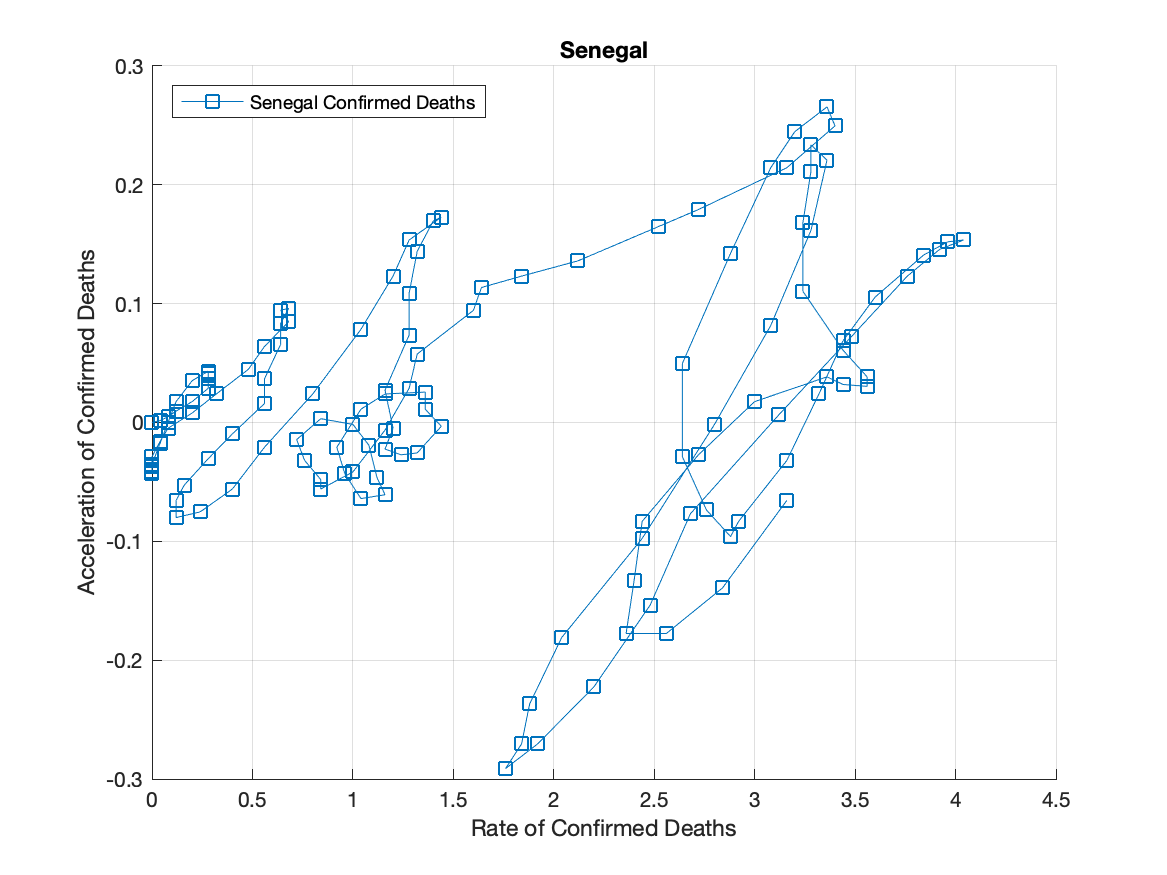 Senegal
Senegal Confirmed Deaths
Acceleration of Confirmed Deaths
0.3
0.2
0.1
0
-0.1
-0.2
-0.3
0 0.5 1 1.5 2 2.5 3 3.5 4 4.5
Rate of Confirmed Deaths